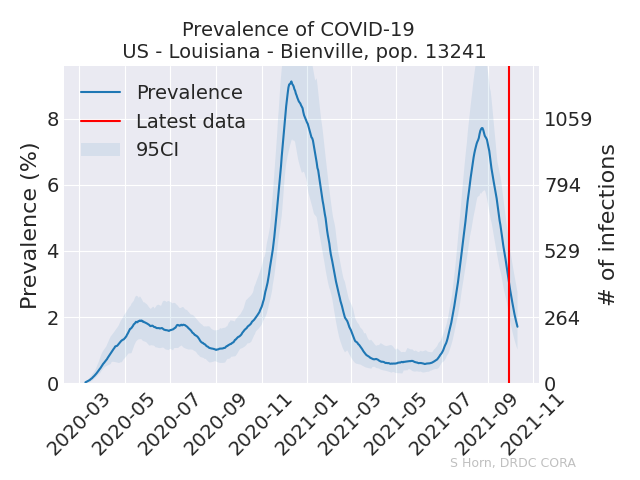 Prevalence of COVID-19
US - Louisiana - Bienville, pop. 13241
Prevalence
Latest data
95CI
Prevalence (%)
8
6
4
2
0
1059
794
529
264
0
# of infections
2020-03
2020-05
2020-07
2020-09
2020-11
2021-01
2021-03
2021-05
2021-07
2021-09
2021-11
S Horn, DRDC CORA